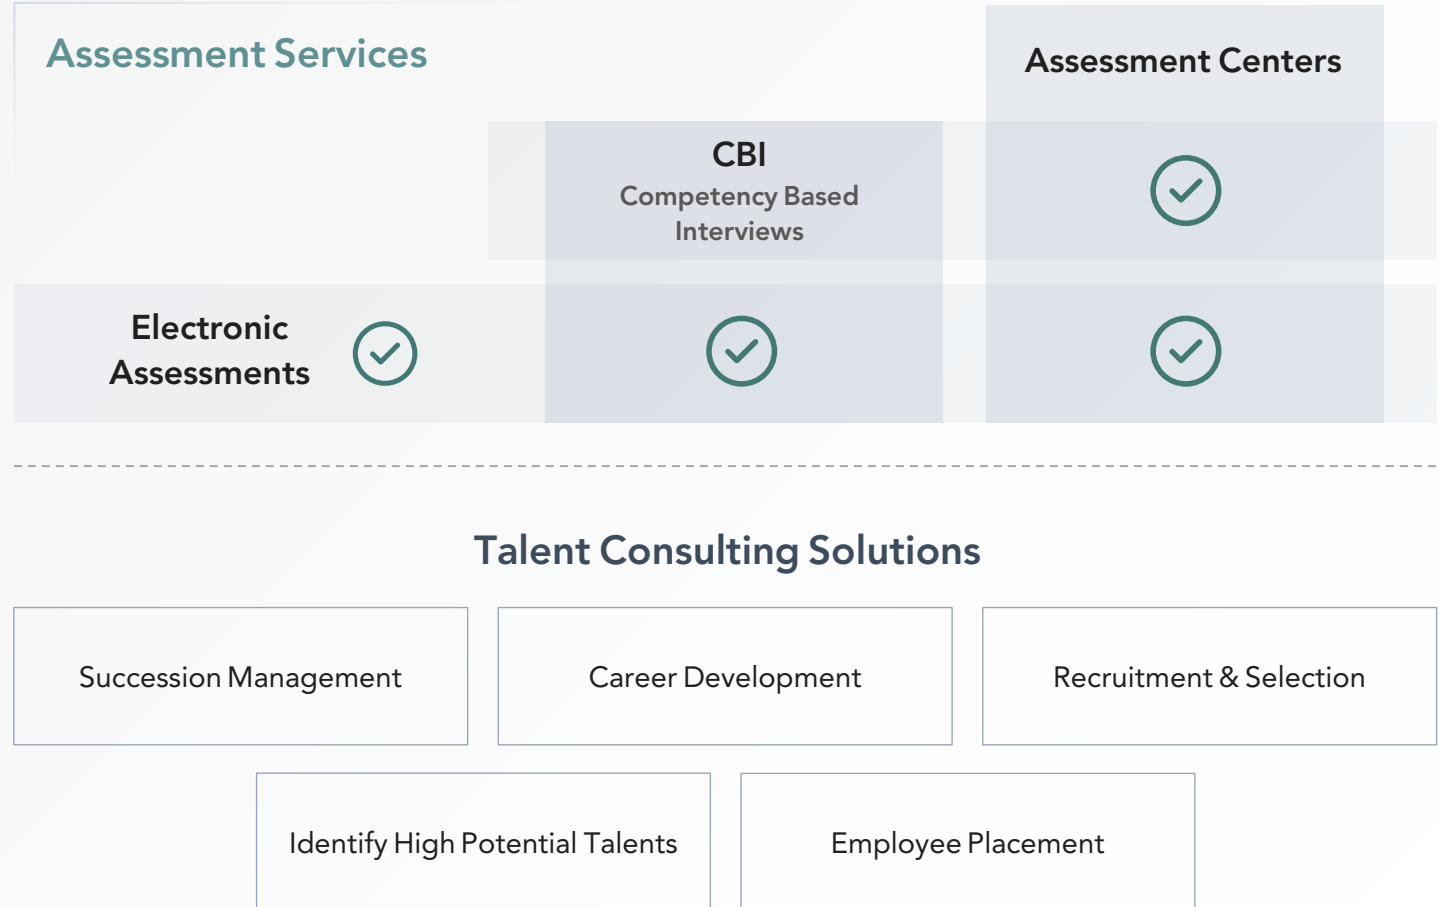 Assessment Services
Assessment Centers
CBI
Competency Based
Interviews
Electronic
Assessments
Talent Consulting Solutions
Succession Management
Career Development
Recruitment & Selection
Identify High Potential Talents
Employee Placement